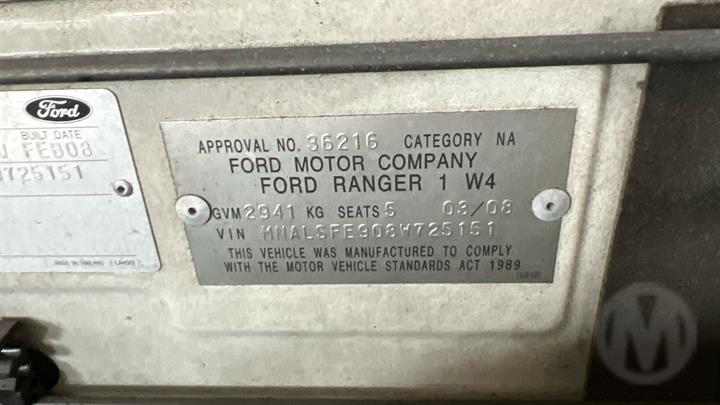 Ford
BUILT DATE
FEB08
W725151
APPROVAL NO. 36216 CATEGORY NA
FORD MOTOR COMPANY
FORD RANGER 1 W4
GVM 2941 KG SEATS 5 03/08
VIN MNALSFE908W725151
THIS VEHICLE WAS MANUFACTURED TO COMPLY
WITH THE MOTOR VEHICLE STANDARDS ACT 1989
M